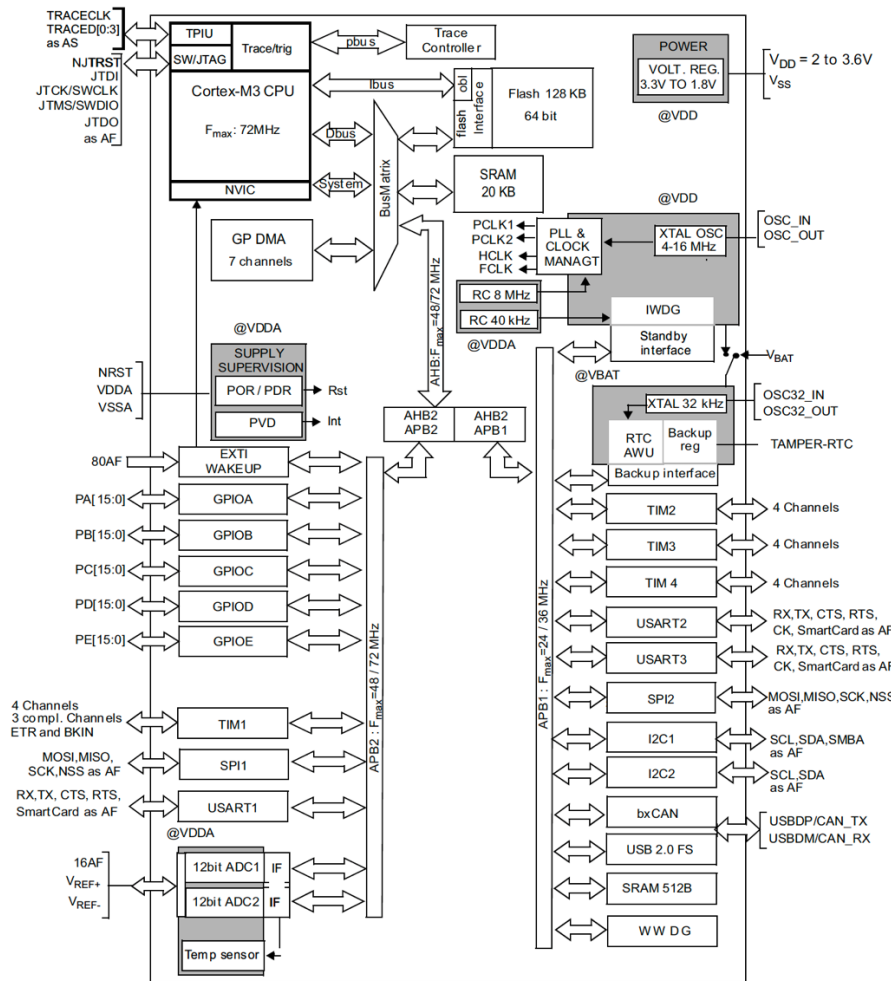 TRACECLK
TRACED[0:3]
as AS
NJTRST
JTDI
JTCK/SWCLK
JTMS/SWDIO
JTDO
as AF
TPIU
SW/JTAG
Trace/trig
Cortex-M3 CPU
Fmax: 72MHz
NVIC
pbus
Trace
Controller
Ibus
Dbus
System
BusMatrix
obl
flash
Interface
Flash 128 KB
64 bit
SRAM
20 KB
GP DMA
7 channels
AHB:Fmax=48/72 MHz
POWER
VOLT. REG.
3.3V TO 1.8V
@VDD
VDD = 2 to 3.6V
VSS
@VDD
PCLK1
PCLK2
HCLK
FCLK
PLL &
CLOCK
MANAGT
XTAL OSC
4-16 MHz
OSC_IN
OSC_OUT
RC 8 MHz
RC 40 kHz
@VDDA
IWDG
Standby
interface
@VBAT
VBAT
XTAL 32 kHz
OSC32_IN
OSC32_OUT
RTC
AWU
Backup
reg
TAMPER-RTC
Backup interface
@VDDA
SUPPLY
SUPERVISION
NRST
VDDA
VSSA
POR / PDR
Rst
PVD
Int
AHB2
APB2
AHB2
APB1
80AF
EXTI
WAKEUP
PA[15:0]
GPIOA
PB[15:0]
GPIOB
PC[15:0]
GPIOC
PD[15:0]
GPIOD
PE[15:0]
GPIOE
APB2 : Fmax=48 / 72 MHz
4 Channels
3 compl. Channels
ETR and BKIN
TIM1
MOSI,MISO,
SCK,NSS as AF
SPI1
RX,TX, CTS, RTS,
SmartCard as AF
USART1
@VDDA
16AF
VREF+
VREF-
12bit ADC1
IF
12bit ADC2
IF
Temp sensor
APB1 : Fmax=24 / 36 MHz
TIM2
4 Channels
TIM3
4 Channels
TIM 4
4 Channels
USART2
RX,TX, CTS, RTS,
CK, SmartCard as AF
USART3
RX,TX, CTS, RTS,
CK, SmartCard as AF
SPI2
MOSI,MISO,SCK,NSS
as AF
I2C1
SCL,SDA,SMBA
as AF
I2C2
SCL,SDA
as AF
bxCAN
USBDP/CAN_TX
USBDM/CAN_RX
USB 2.0 FS
SRAM 512B
WWDG